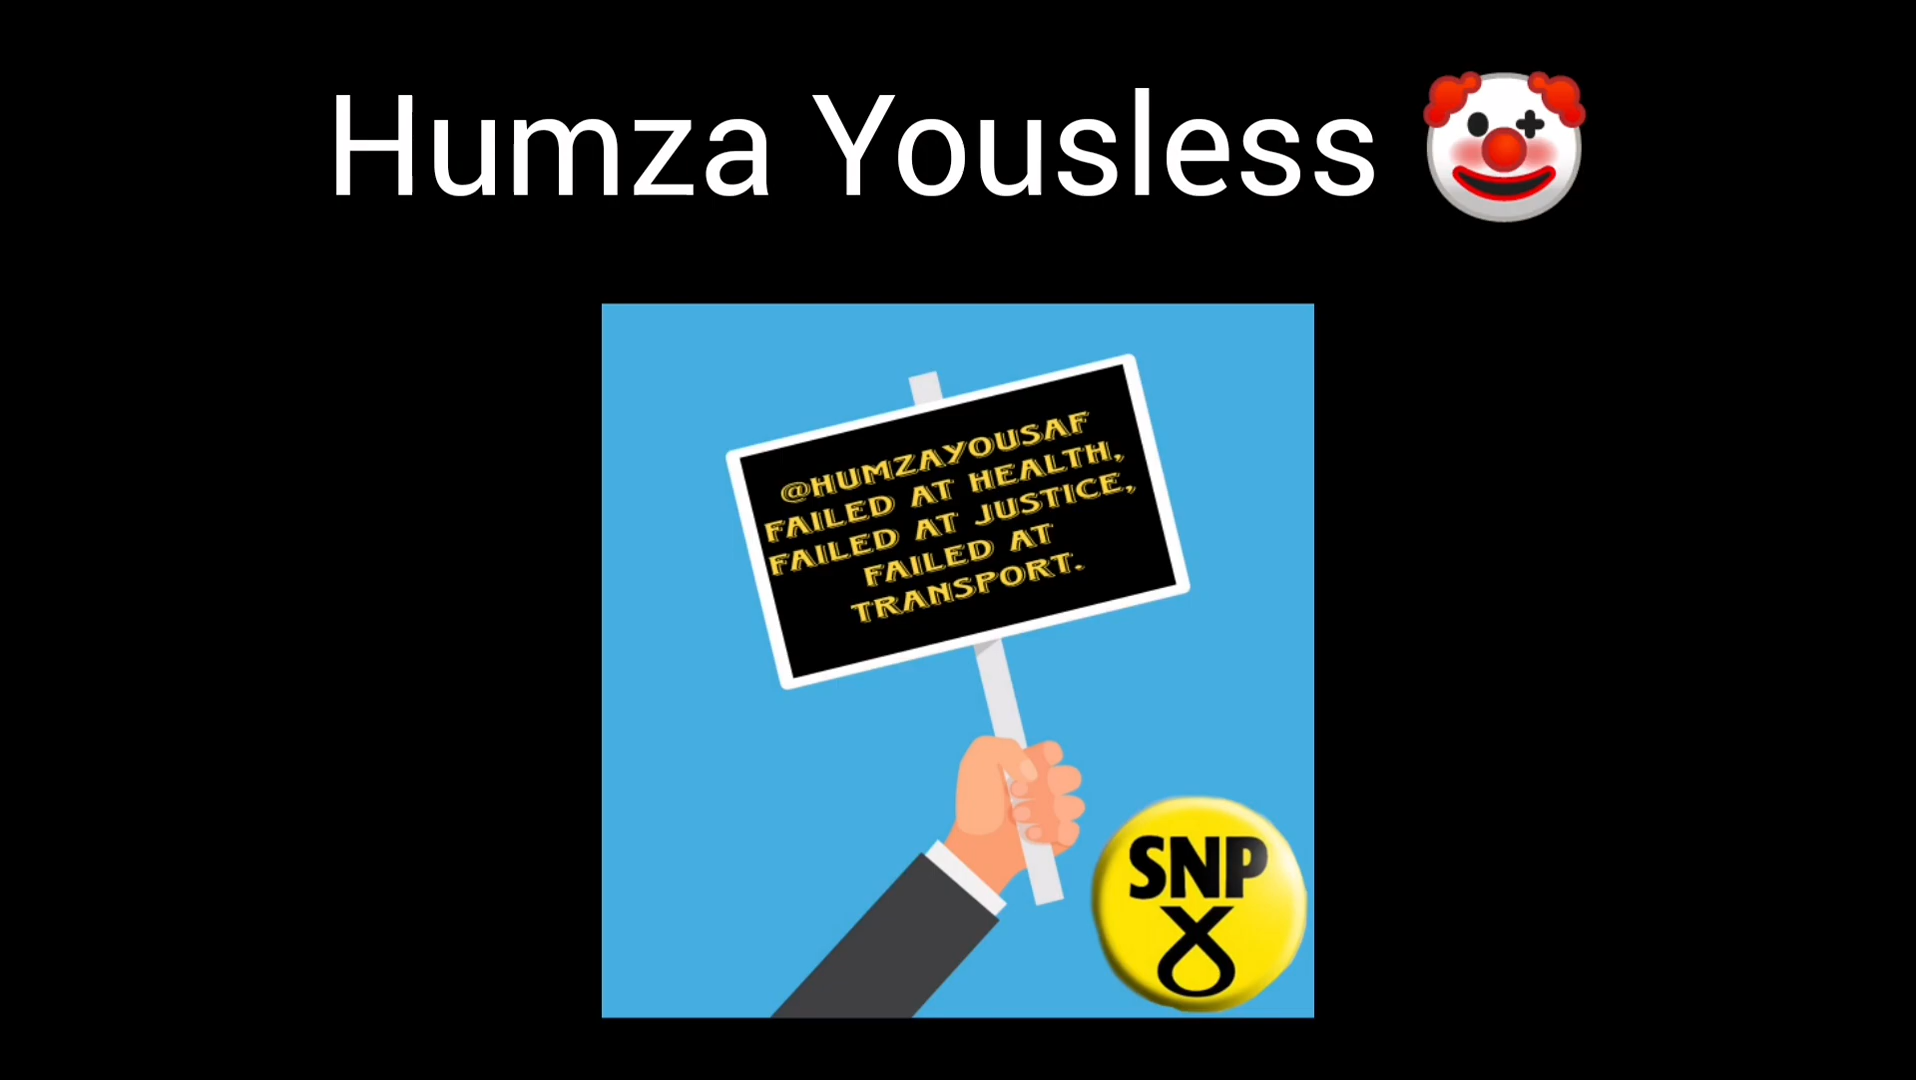 Humza Yousless 🤡
@HUMZAYOUSAF
FAILED AT HEALTH,
FAILED AT JUSTICE,
FAILED AT
TRANSPORT.
SNP